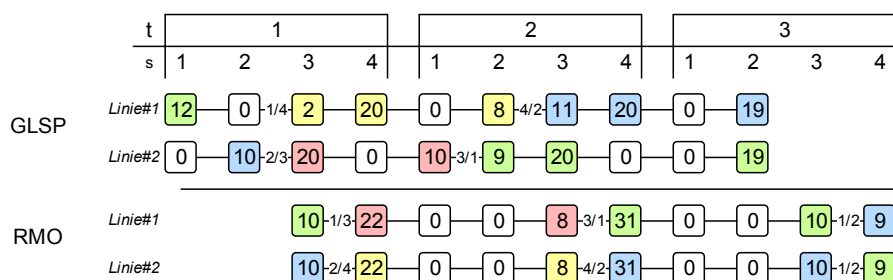 t 1 2 3
s 1 2 3 4 1 2 3 4 1 2 3 4
GLSP
Linie#1 12 0 1/4 2 20 0 8 4/2 11 20 0 19
Linie#2 0 10 2/3 20 0 10 3/1 9 20 0 0 19
RMO
Linie#1 10 1/3 22 0 0 8 3/1 31 0 0 10 1/2 9
Linie#2 10 2/4 22 0 0 8 4/2 31 0 0 10 1/2 9